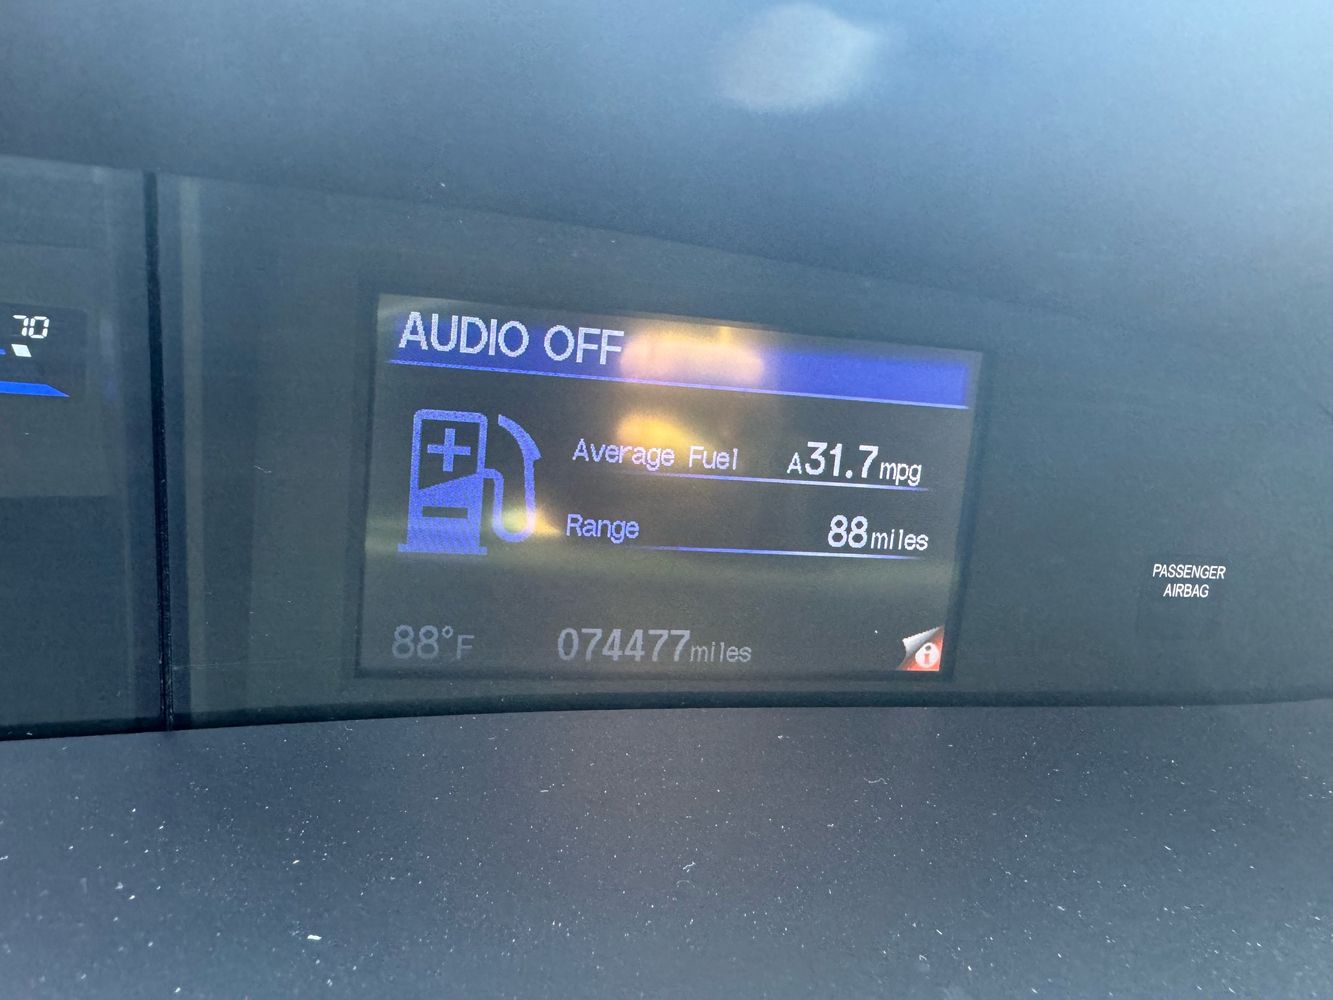 70
AUDIO OFF
Average Fuel A31.7mpg
Range 88miles
88°F 074477miles i
PASSENGER
AIRBAG